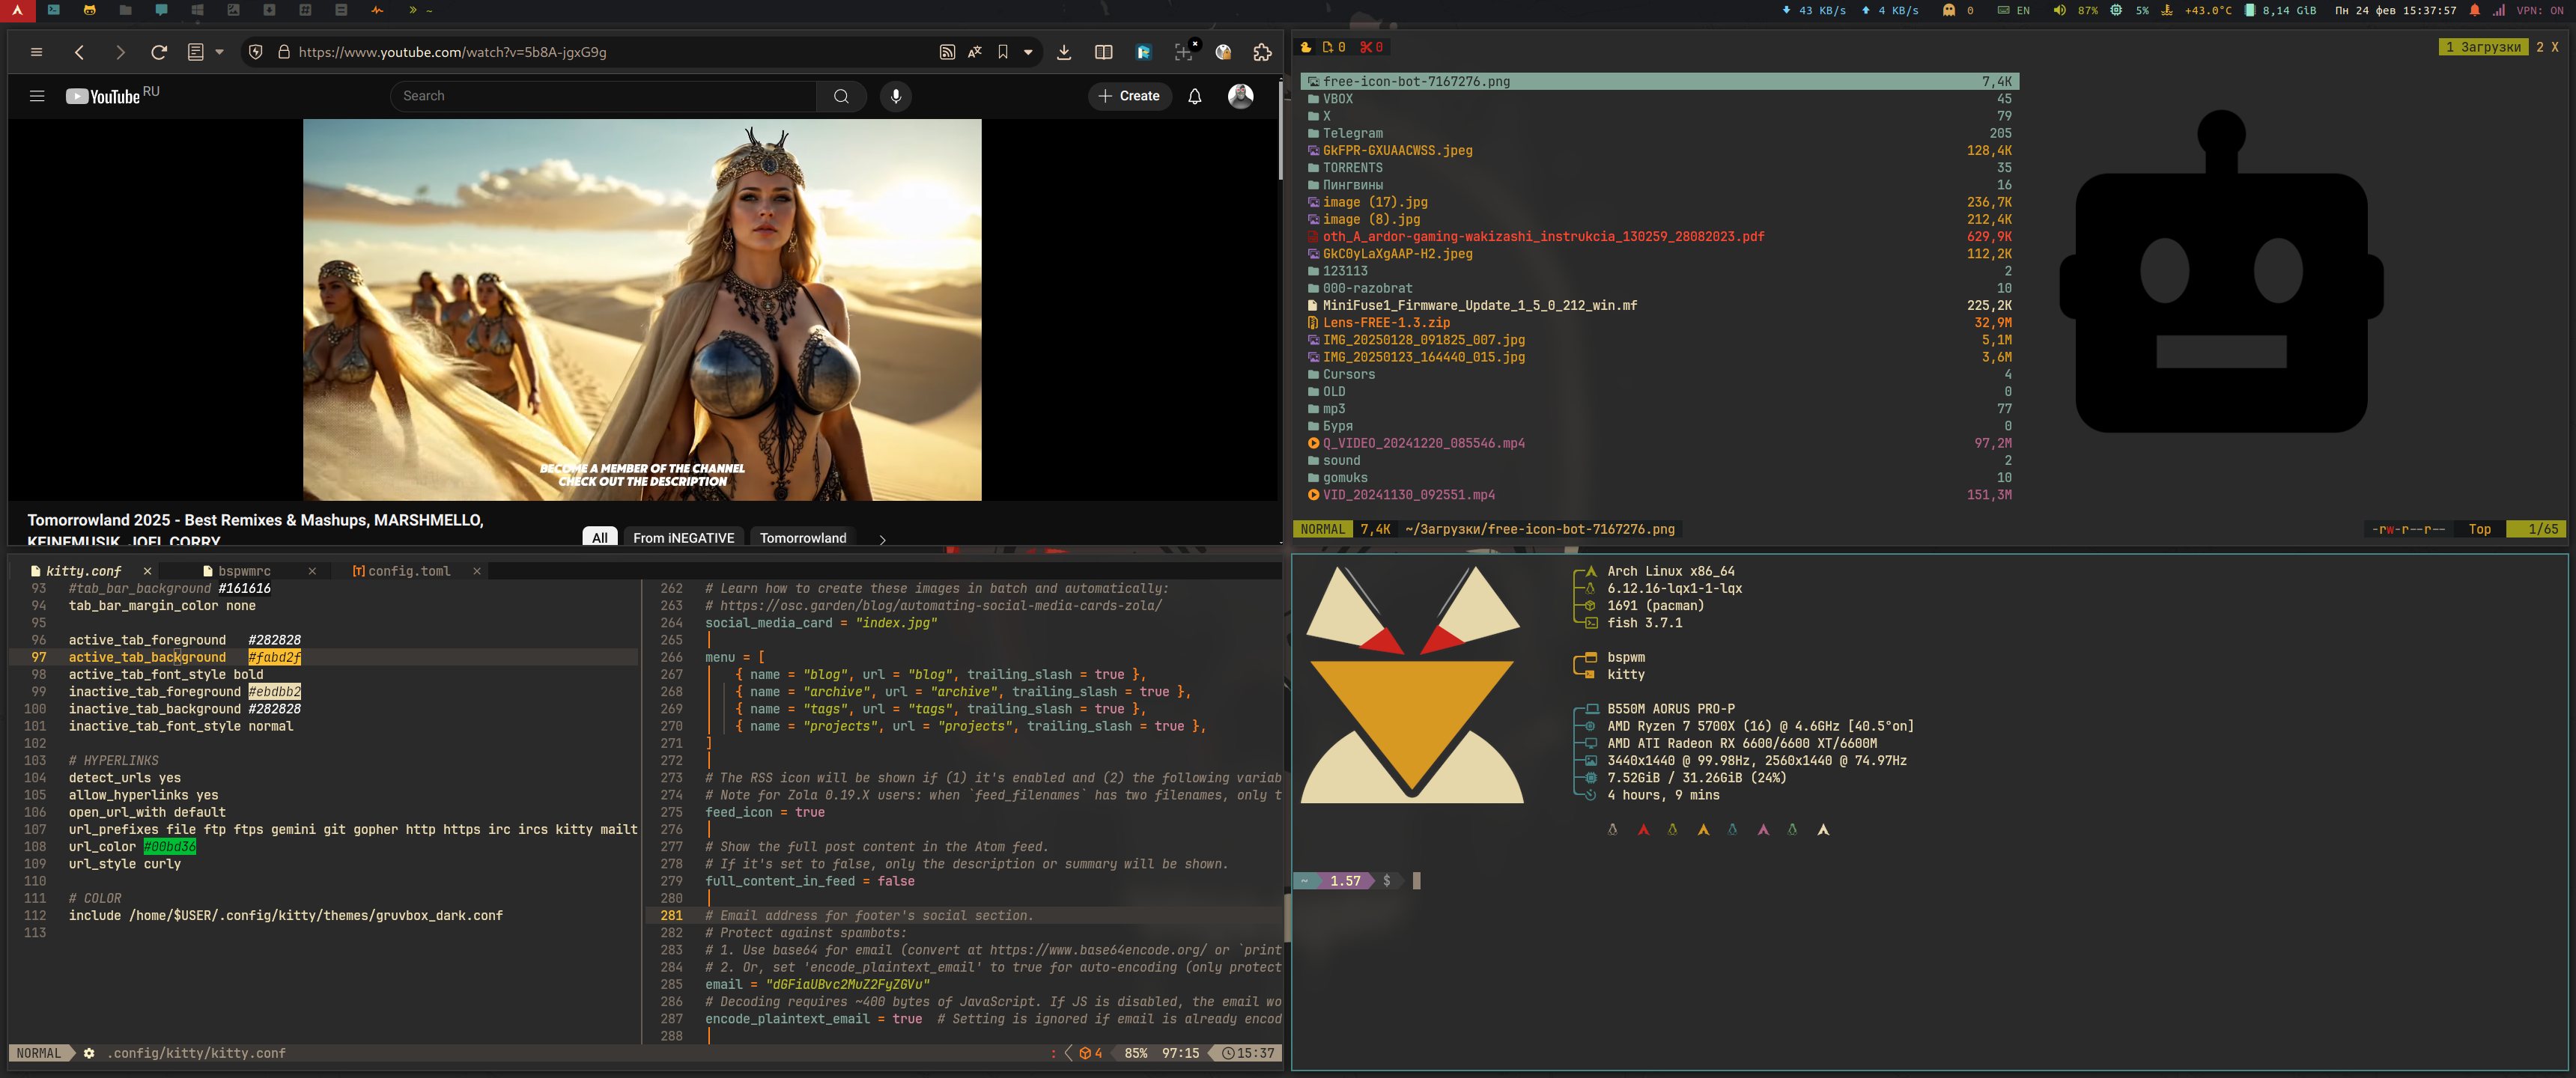 ~
43 KB/s
4 KB/s
0
EN
87%
5%
+43.0°C
8,14 GiB
Пн 24 фев 15:37:57
VPN: ON
https://www.youtube.com/watch?v=5b8A-jgxG9g
YouTube RU
Search
Create
BECOME A MEMBER OF THE CHANNEL
CHECK OUT THE DESCRIPTION
Tomorrowland 2025 - Best Remixes & Mashups, MARSHMELLO,
KEINEMUSIK, JOEL CORRY
All
From iNEGATIVE
Tomorrowland
0 0
1 Загрузки 2 X
free-icon-bot-7167276.png 7,4K
VBOX 45
X 79
Telegram 205
GkFPR-GXUAACWSS.jpeg 128,4K
TORRENTS 35
Пингвины 16
image (17).jpg 236,7K
image (8).jpg 212,4K
oth_A_ardor-gaming-wakizashi_instrukcia_130259_28082023.pdf 629,9K
GkC0yLaXgAAP-H2.jpeg 112,2K
123113 2
000-razobrat 10
MiniFuse1_Firmware_Update_1_5_0_212_win.mf 225,2K
Lens-FREE-1.3.zip 32,9M
IMG_20250128_091825_007.jpg 5,1M
IMG_20250123_164440_015.jpg 3,6M
Cursors 4
OLD 0
mp3 77
Буря 0
Q_VIDEO_20241220_085546.mp4 97,2M
sound 2
gomuks 10
VID_20241130_092551.mp4 151,3M
NORMAL 7,4K ~/Загрузки/free-icon-bot-7167276.png -rw-r--r-- Top 1/65
kitty.conf
bspwmrc
[T] config.toml
93 #tab_bar_background #161616
94 tab_bar_margin_color none
95
96 active_tab_foreground #282828
97 active_tab_background #fabd2f
98 active_tab_font_style bold
99 inactive_tab_foreground #ebdbb2
100 inactive_tab_background #282828
101 inactive_tab_font_style normal
102
103 # HYPERLINKS
104 detect_urls yes
105 allow_hyperlinks yes
106 open_url_with default
107 url_prefixes file ftp ftps gemini git gopher http https irc ircs kitty mailt
108 url_color #00bd36
109 url_style curly
110
111 # COLOR
112 include /home/$USER/.config/kitty/themes/gruvbox_dark.conf
113
262 # Learn how to create these images in batch and automatically:
263 # https://osc.garden/blog/automating-social-media-cards-zola/
264 social_media_card = "index.jpg"
265
266 menu = [
267 { name = "blog", url = "blog", trailing_slash = true },
268 { name = "archive", url = "archive", trailing_slash = true },
269 { name = "tags", url = "tags", trailing_slash = true },
270 { name = "projects", url = "projects", trailing_slash = true },
271 ]
272
273 # The RSS icon will be shown if (1) it's enabled and (2) the following variab
274 # Note for Zola 0.19.X users: when `feed_filenames` has two filenames, only t
275 feed_icon = true
276
277 # Show the full post content in the Atom feed.
278 # If it's set to false, only the description or summary will be shown.
279 full_content_in_feed = false
280
281 # Email address for footer's social section.
282 # Protect against spambots:
283 # 1. Use base64 for email (convert at https://www.base64encode.org/ or `print
284 # 2. Or, set 'encode_plaintext_email' to true for auto-encoding (only protect
285 email = "dGFiaUBvc2MuZ2FyZGVu"
286 # Decoding requires ~400 bytes of JavaScript. If JS is disabled, the email wo
287 encode_plaintext_email = true # Setting is ignored if email is already encod
288
NORMAL .config/kitty/kitty.conf : 4 85% 97:15 15:37
Arch Linux x86_64
6.12.16-lqx1-1-lqx
1691 (pacman)
fish 3.7.1
bspwm
kitty
B550M AORUS PRO-P
AMD Ryzen 7 5700X (16) @ 4.6GHz [40.5°on]
AMD ATI Radeon RX 6600/6600 XT/6600M
3440x1440 @ 99.98Hz, 2560x1440 @ 74.97Hz
7.52GiB / 31.26GiB (24%)
4 hours, 9 mins
~ 1.57 $